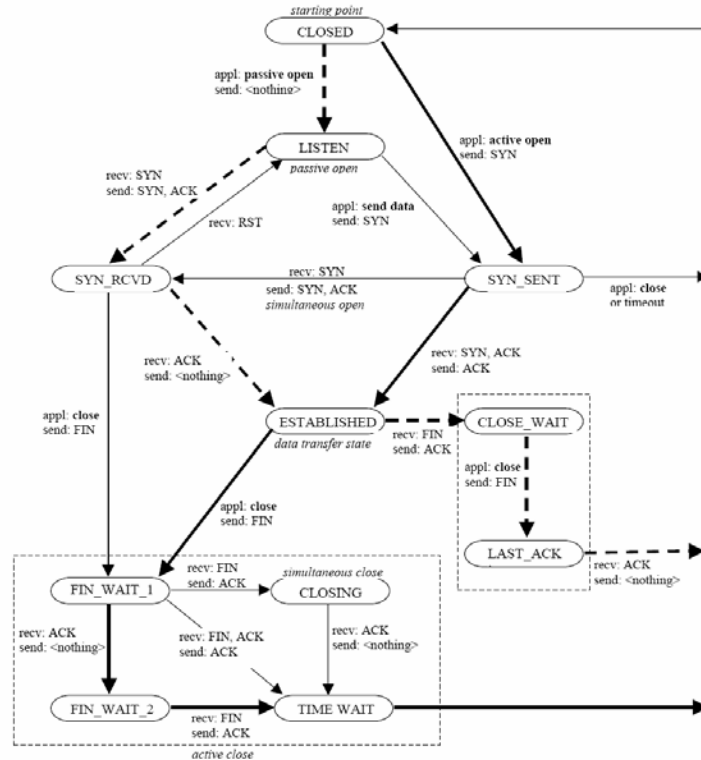 starting point
CLOSED
appl: passive open
send: <nothing>
appl: active open
send: SYN
LISTEN
passive open
recv: SYN
send: SYN, ACK
appl: send data
send: SYN
recv: RST
recv: SYN
SYN_RCVD
SYN_SENT
send: SYN, ACK
simultaneous open
appl: close
or timeout
recv: ACK
send: <nothing>
recv: SYN, ACK
send: ACK
appl: close
send: FIN
ESTABLISHED
data transfer state
recv: FIN
send: ACK
CLOSE_WAIT
appl: close
send: FIN
appl: close
send: FIN
LAST_ACK
recv: ACK
send: <nothing>
FIN_WAIT_1
recv: FIN
send: ACK
simultaneous close
CLOSING
recv: ACK
send: <nothing>
recv: FIN, ACK
send: ACK
recv: ACK
send: <nothing>
FIN_WAIT_2
recv: FIN
send: ACK
TIME WAIT
active close